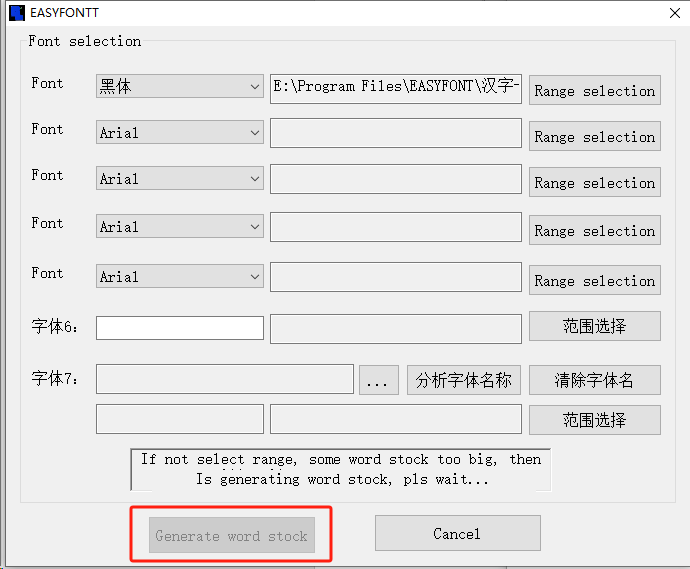 EASYFONTT
Font selection
Font 黑体 E:\Program Files\EASYFONT\汉字- Range selection
Font Arial Range selection
Font Arial Range selection
Font Arial Range selection
Font Arial Range selection
字体6: 范围选择
字体7: ... 分析字体名称 清除字体名
范围选择
If not select range, some word stock too big, then
Is generating word stock, pls wait...
Generate word stock Cancel